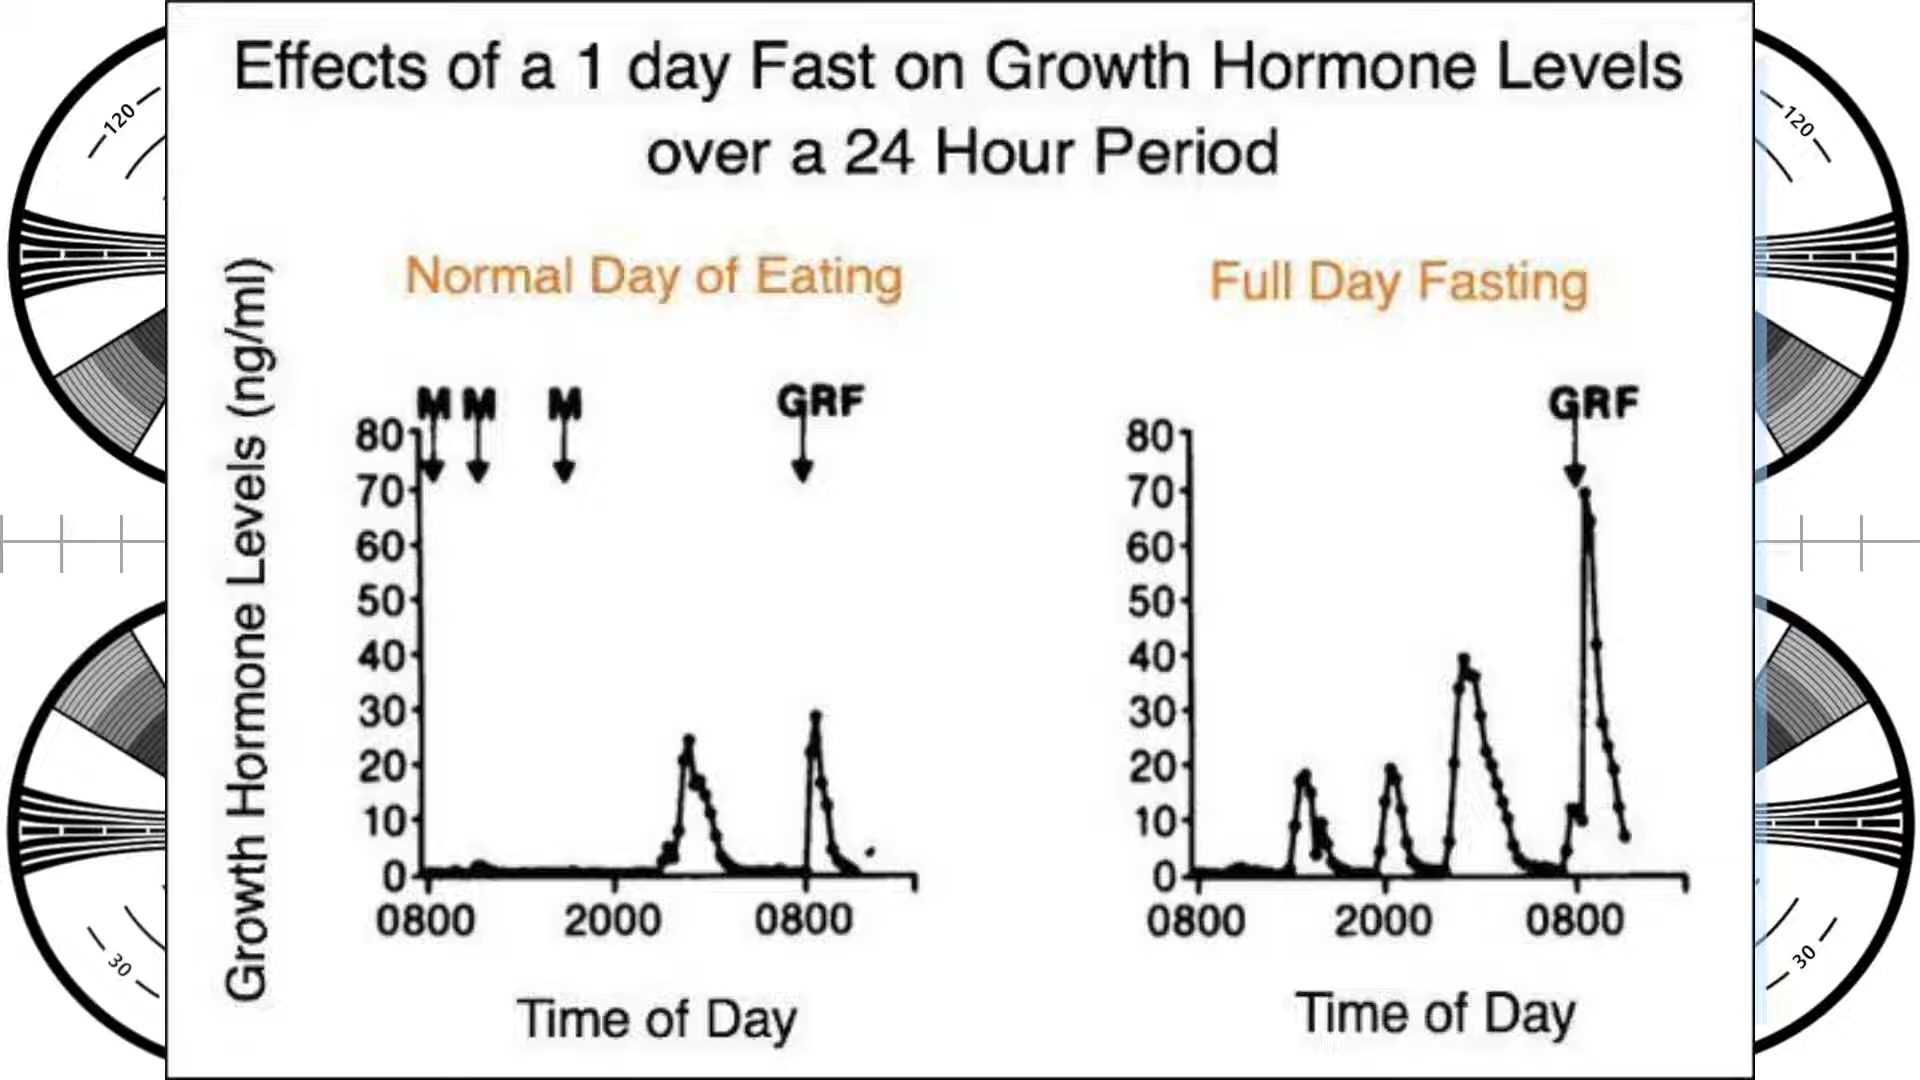 Effects of a 1 day Fast on Growth Hormone Levels
over a 24 Hour Period
Normal Day of Eating
Full Day Fasting
Growth Hormone Levels (ng/ml)
M M M GRF
80
70
60
50
40
30
20
10
0
0800 2000 0800
Time of Day
GRF
80
70
60
50
40
30
20
10
0
0800 2000 0800
Time of Day
120
120
30
30